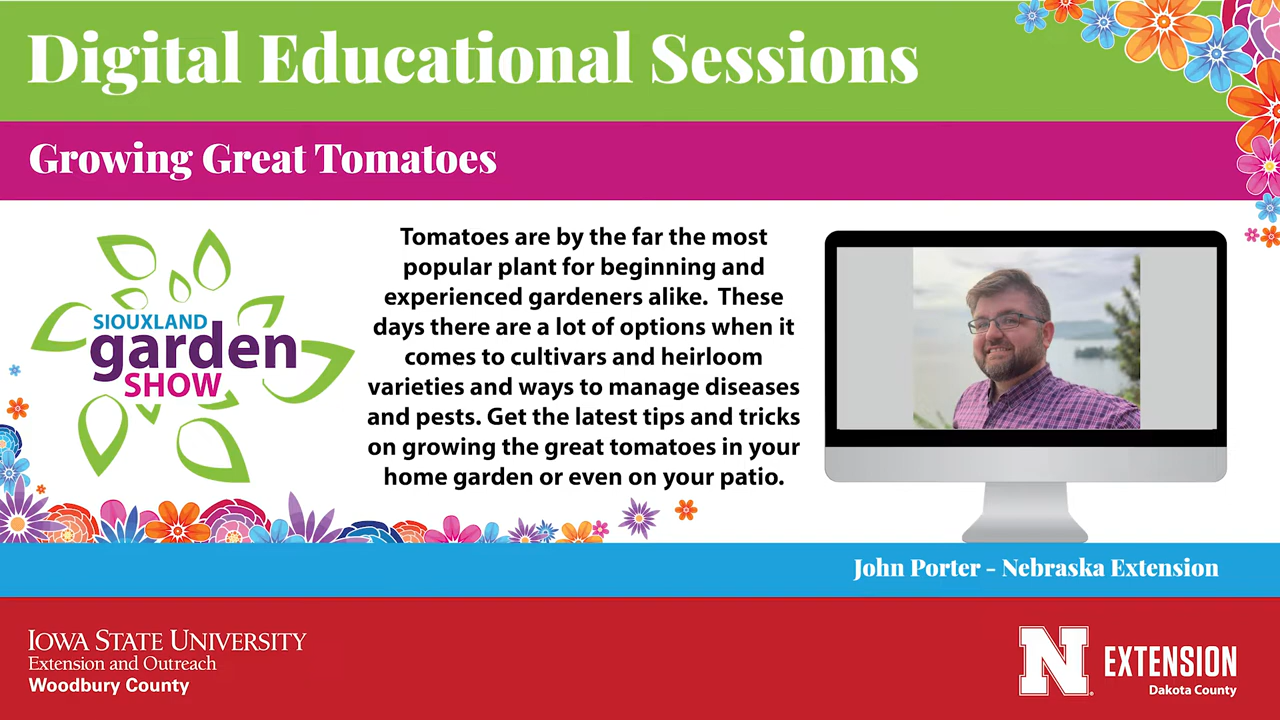 Digital Educational Sessions
Growing Great Tomatoes
SIOUXLAND
garden
SHOW
Tomatoes are by the far the most
popular plant for beginning and
experienced gardeners alike. These
days there are a lot of options when it
comes to cultivars and heirloom
varieties and ways to manage diseases
and pests. Get the latest tips and tricks
on growing the great tomatoes in your
home garden or even on your patio.
John Porter - Nebraska Extension
IOWA STATE UNIVERSITY
Extension and Outreach
Woodbury County
N EXTENSION
Dakota County